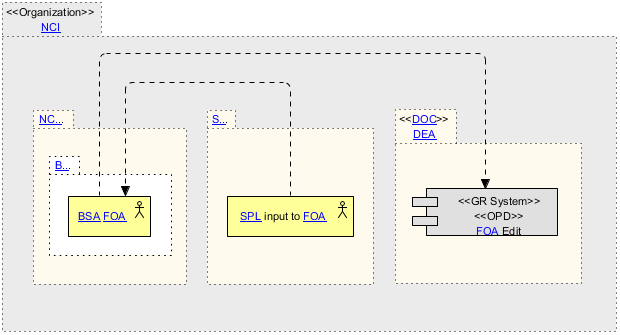 <<Organization>>
NCI
NC...
S...
<<DOC>>
DEA
B...
BSA FOA
SPL input to FOA
<<GR System>>
<<OPD>>
FOA Edit